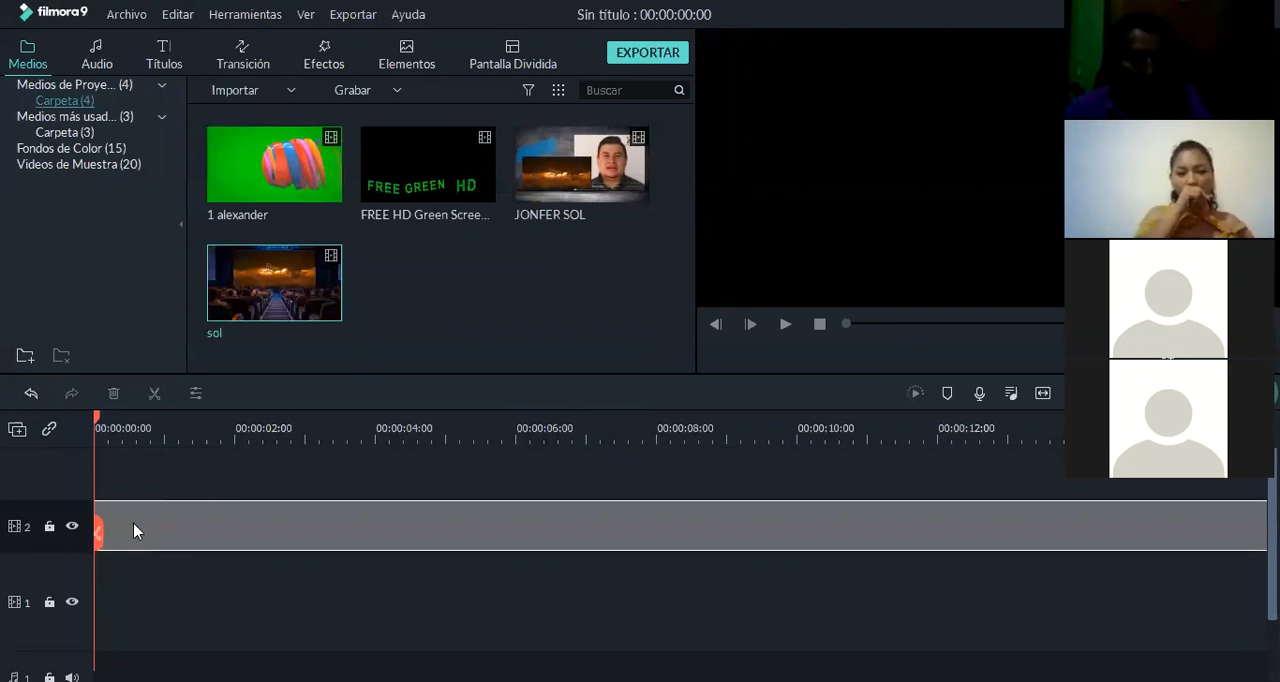 filmora9 Archivo Editar Herramientas Ver Exportar Ayuda Sin título : 00:00:00:00
Medios Audio Títulos Transición Efectos Elementos Pantalla Dividida EXPORTAR
Medios de Proye... (4)
Carpeta (4)
Medios más usad... (3)
Carpeta (3)
Fondos de Color (15)
Videos de Muestra (20)
Importar Grabar Buscar
FREE GREEN HD
1 alexander FREE HD Green Scree... JONFER SOL
sol
00:00:00:00 00:00:02:00 00:00:04:00 00:00:06:00 00:00:08:00 00:00:10:00 00:00:12:00
2
1
1